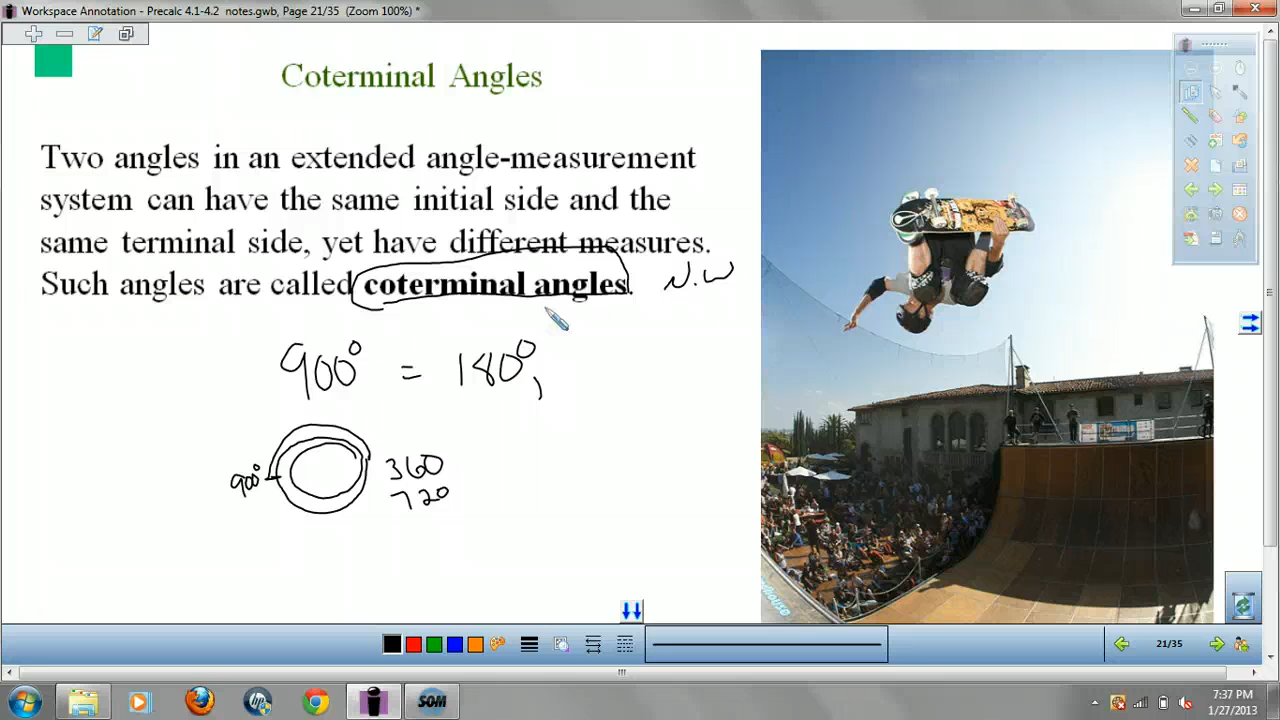 Workspace Annotation - Precalc 4.1-4.2 notes.gwb, Page 21/35 (Zoom 100%) *
Coterminal Angles
Two angles in an extended angle-measurement
system can have the same initial side and the
same terminal side, yet have different measures.
Such angles are called coterminal angles. N.W
900° = 180°,
900°
360
720
21/35
SOM
7:37 PM
1/27/2013